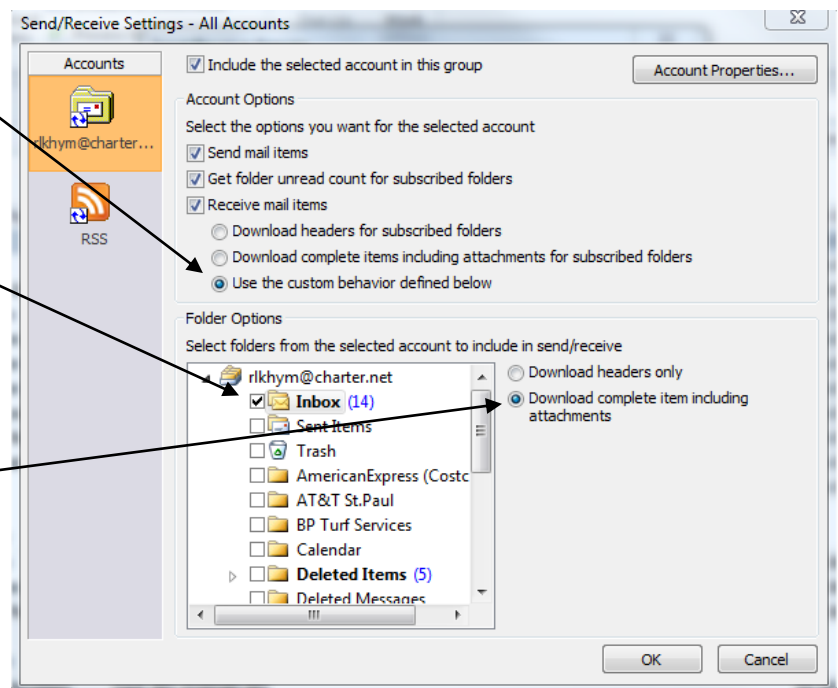 Send/Receive Settings - All Accounts
Accounts
rlkhym@charter...
RSS
Include the selected account in this group
Account Properties...
Account Options
Select the options you want for the selected account
Send mail items
Get folder unread count for subscribed folders
Receive mail items
Download headers for subscribed folders
Download complete items including attachments for subscribed folders
Use the custom behavior defined below
Folder Options
Select folders from the selected account to include in send/receive
rlkhym@charter.net
Inbox (14)
Sent Items
Trash
AmericanExpress (Costc
AT&T St.Paul
BP Turf Services
Calendar
Deleted Items (5)
Deleted Messages
Download headers only
Download complete item including
attachments
OK
Cancel